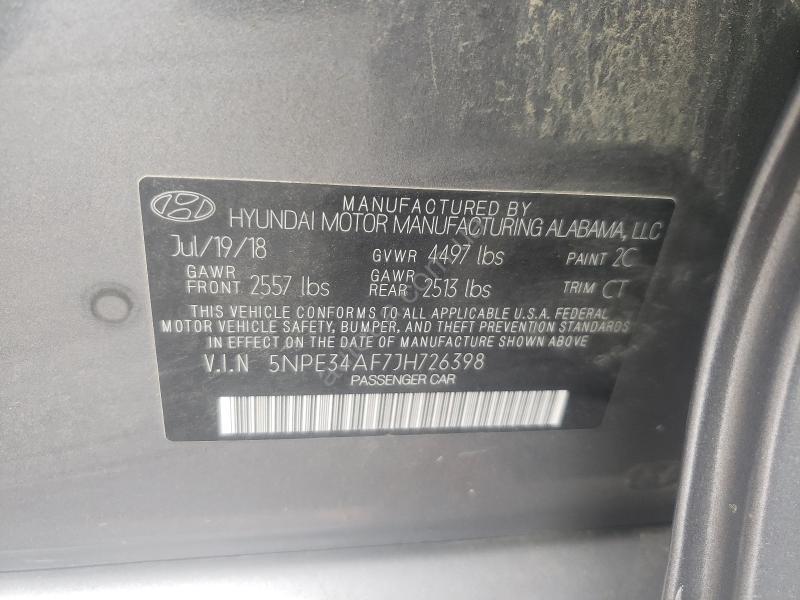 MANUFACTURED BY
HYUNDAI MOTOR MANUFACTURING ALABAMA, LLC
Jul/19/18 GVWR 4497 lbs PAINT 2C
GAWR FRONT 2557 lbs GAWR REAR 2513 lbs TRIM CT
THIS VEHICLE CONFORMS TO ALL APPLICABLE U.S.A. FEDERAL
MOTOR VEHICLE SAFETY, BUMPER, AND THEFT PREVENTION STANDARDS
IN EFFECT ON THE DATE OF MANUFACTURE SHOWN ABOVE
V.I.N 5NPE34AF7JH726398
PASSENGER CAR